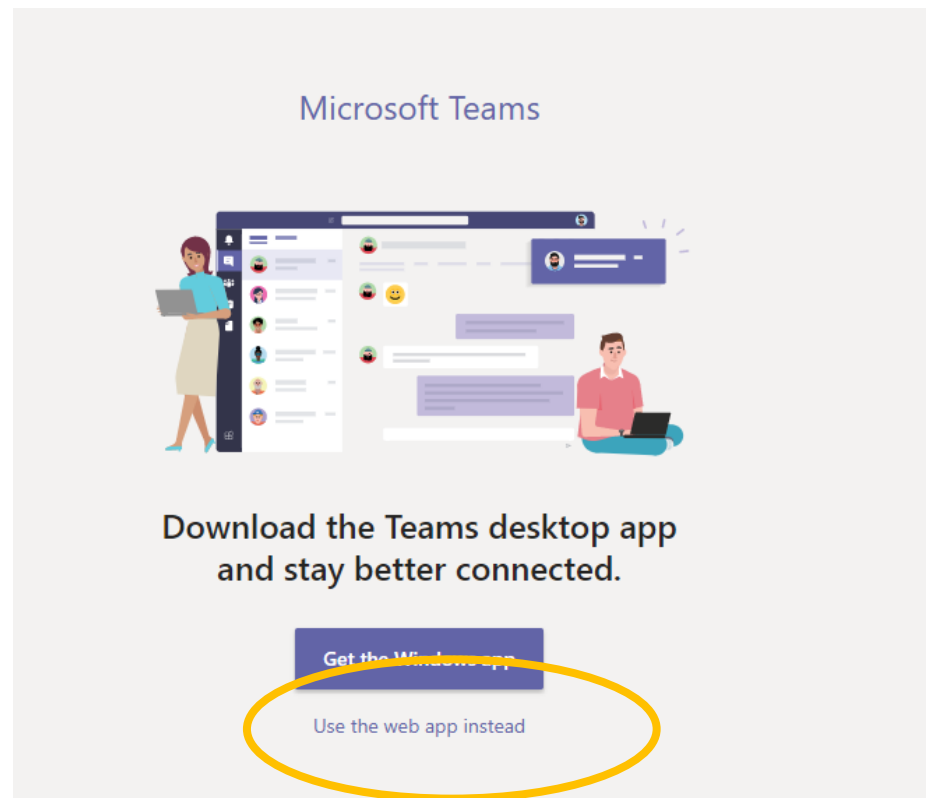 Microsoft Teams
Download the Teams desktop app
and stay better connected.
Get the Windows app
Use the web app instead